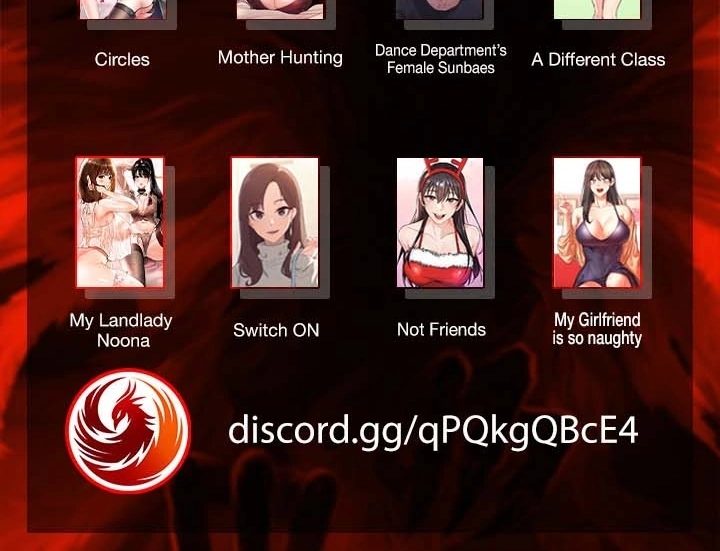 Circles
Mother Hunting
Dance Department's
Female Sunbaes
A Different Class
My Landlady
Noona
Switch ON
Not Friends
My Girlfriend
is so naughty
discord.gg/qPQkgQBcE4